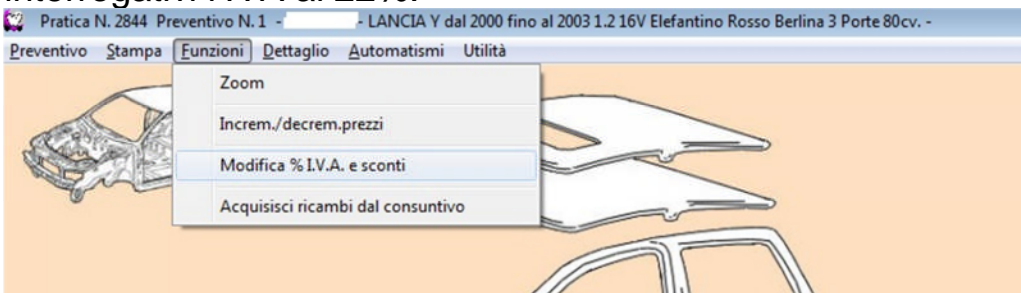 Pratica N. 2844 Preventivo N. 1 - - LANCIA Y dal 2000 fino al 2003 1.2 16V Elefantino Rosso Berlina 3 Porte 80cv. -
Preventivo Stampa Funzioni Dettaglio Automatismi Utilità
Zoom
Increm./decrem.prezzi
Modifica % I.V.A. e sconti
Acquisisci ricambi dal consuntivo